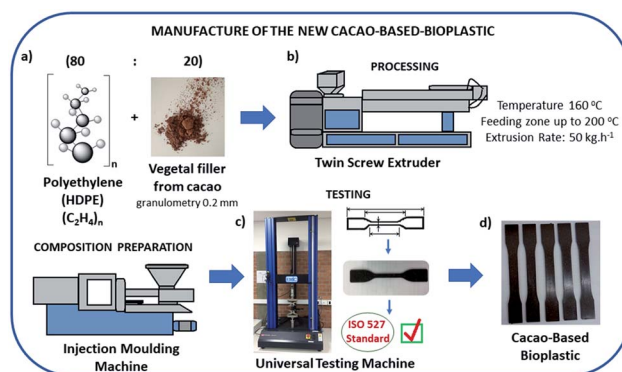 MANUFACTURE OF THE NEW CACAO-BASED-BIOPLASTIC
a)
(80 : 20)
+
n
Polyethylene
(HDPE)
(C₂H₄)ₙ
Vegetal filler
from cacao
granulometry 0.2 mm
b)
PROCESSING
Twin Screw Extruder
Temperature 160 ºC
Feeding zone up to 200 ºC
Extrusion Rate: 50 kg.h⁻¹
COMPOSITION PREPARATION
Injection Moulding
Machine
c)
TESTING
ISO 527
Standard
Universal Testing Machine
d)
Cacao-Based
Bioplastic